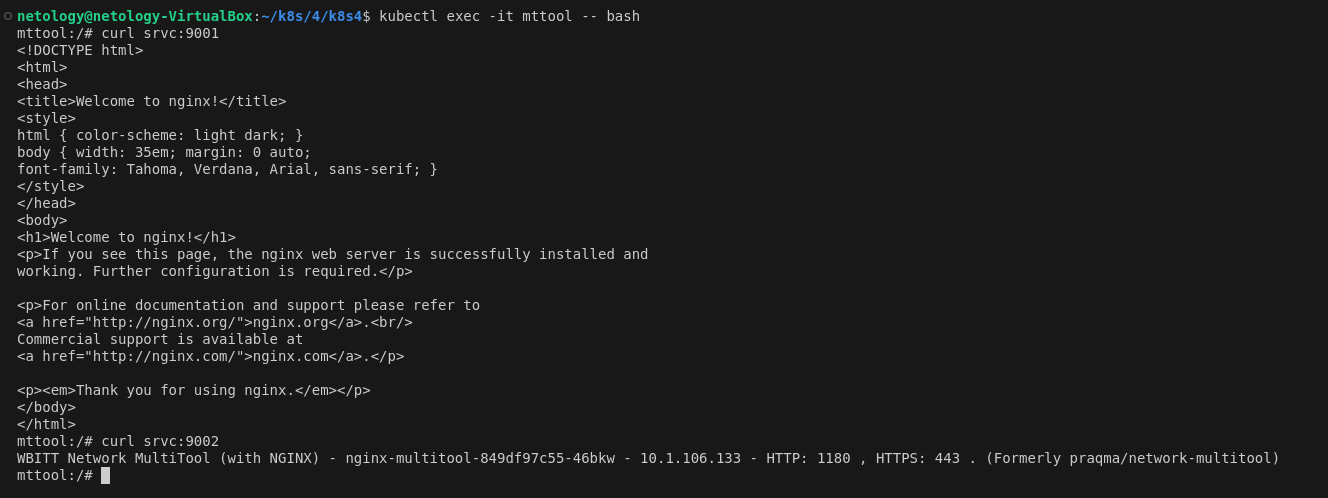 netology@netology-VirtualBox:~/k8s/4/k8s4$ kubectl exec -it mttool -- bash
mttool:/# curl srvc:9001
<!DOCTYPE html>
<html>
<head>
<title>Welcome to nginx!</title>
<style>
html { color-scheme: light dark; }
body { width: 35em; margin: 0 auto;
font-family: Tahoma, Verdana, Arial, sans-serif; }
</style>
</head>
<body>
<h1>Welcome to nginx!</h1>
<p>If you see this page, the nginx web server is successfully installed and
working. Further configuration is required.</p>

<p>For online documentation and support please refer to
<a href="http://nginx.org/">nginx.org</a>.<br/>
Commercial support is available at
<a href="http://nginx.com/">nginx.com</a>.</p>

<p><em>Thank you for using nginx.</em></p>
</body>
</html>
mttool:/# curl srvc:9002
WBITT Network MultiTool (with NGINX) - nginx-multitool-849df97c55-46bkw - 10.1.106.133 - HTTP: 1180 , HTTPS: 443 . (Formerly praqma/network-multitool)
mttool:/#